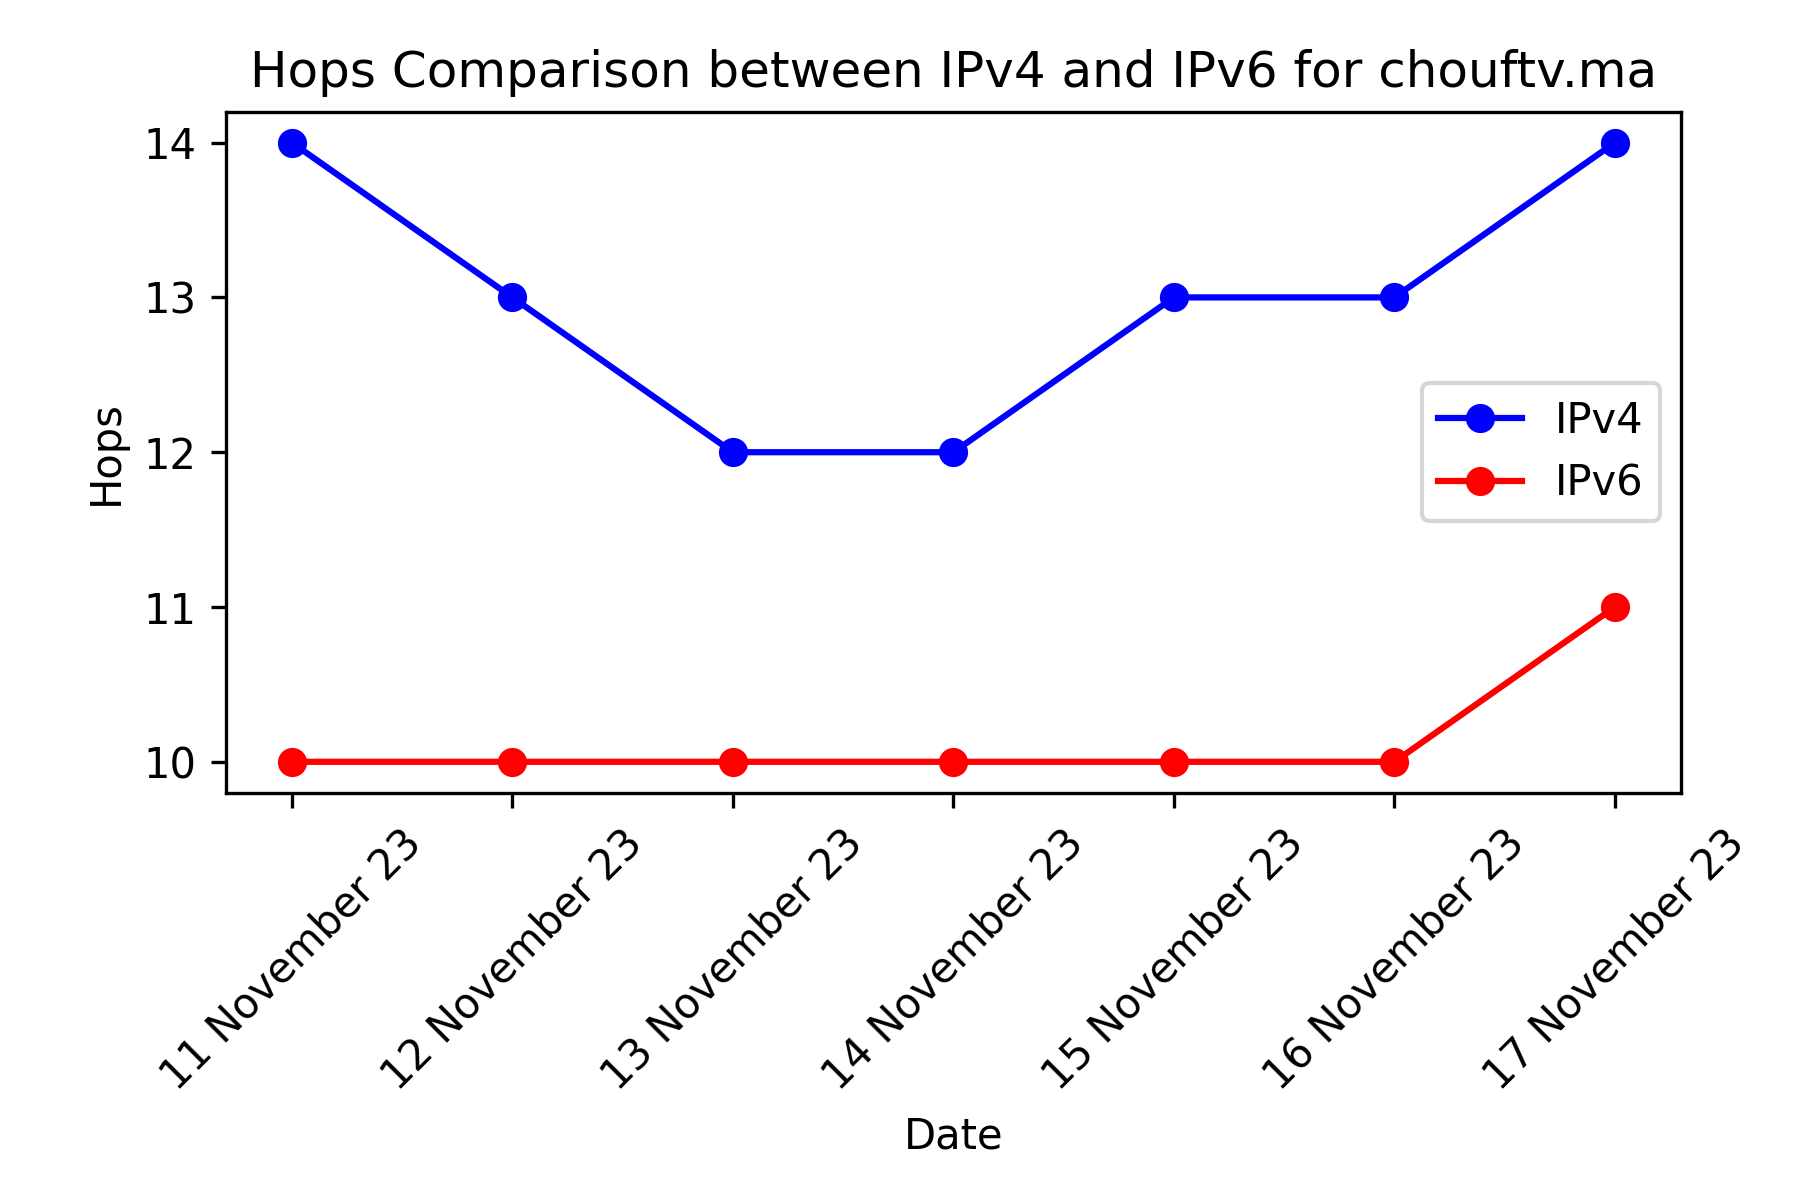 Hops Comparison between IPv4 and IPv6 for chouftv.ma
14
13
12
11
10
Hops
IPv4
IPv6
11 November 23
12 November 23
13 November 23
14 November 23
15 November 23
16 November 23
17 November 23
Date